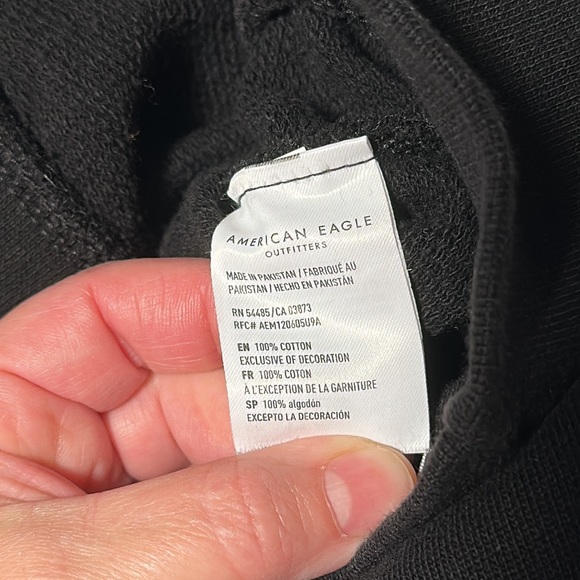 AMERICAN EAGLE
OUTFITTERS
MADE IN PAKISTAN / FABRIQUÉ AU
PAKISTAN / HECHO EN PAKISTÁN
RN 54485/CA 03873
RFC# AEM120605U9A
EN 100% COTTON
EXCLUSIVE OF DECORATION
FR 100% COTON
À L'EXCEPTION DE LA GARNITURE
SP 100% algodón
EXCEPTO LA DECORACIÓN